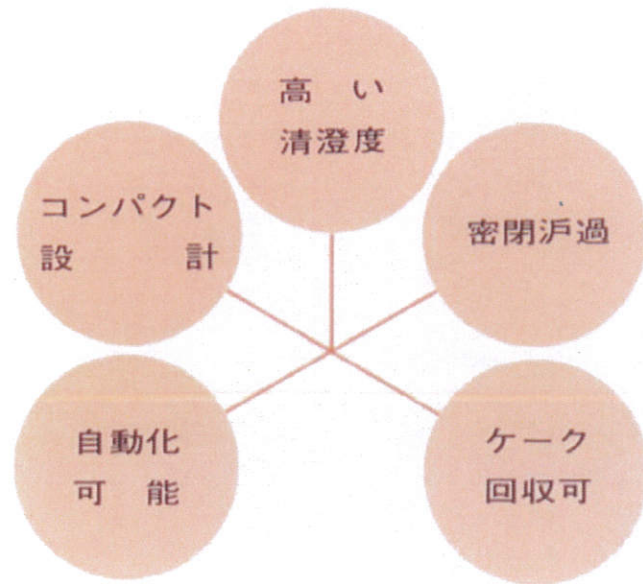 高い
清澄度
コンパクト
設計
密閉沪過
自動化
可能
ケーク
回収可